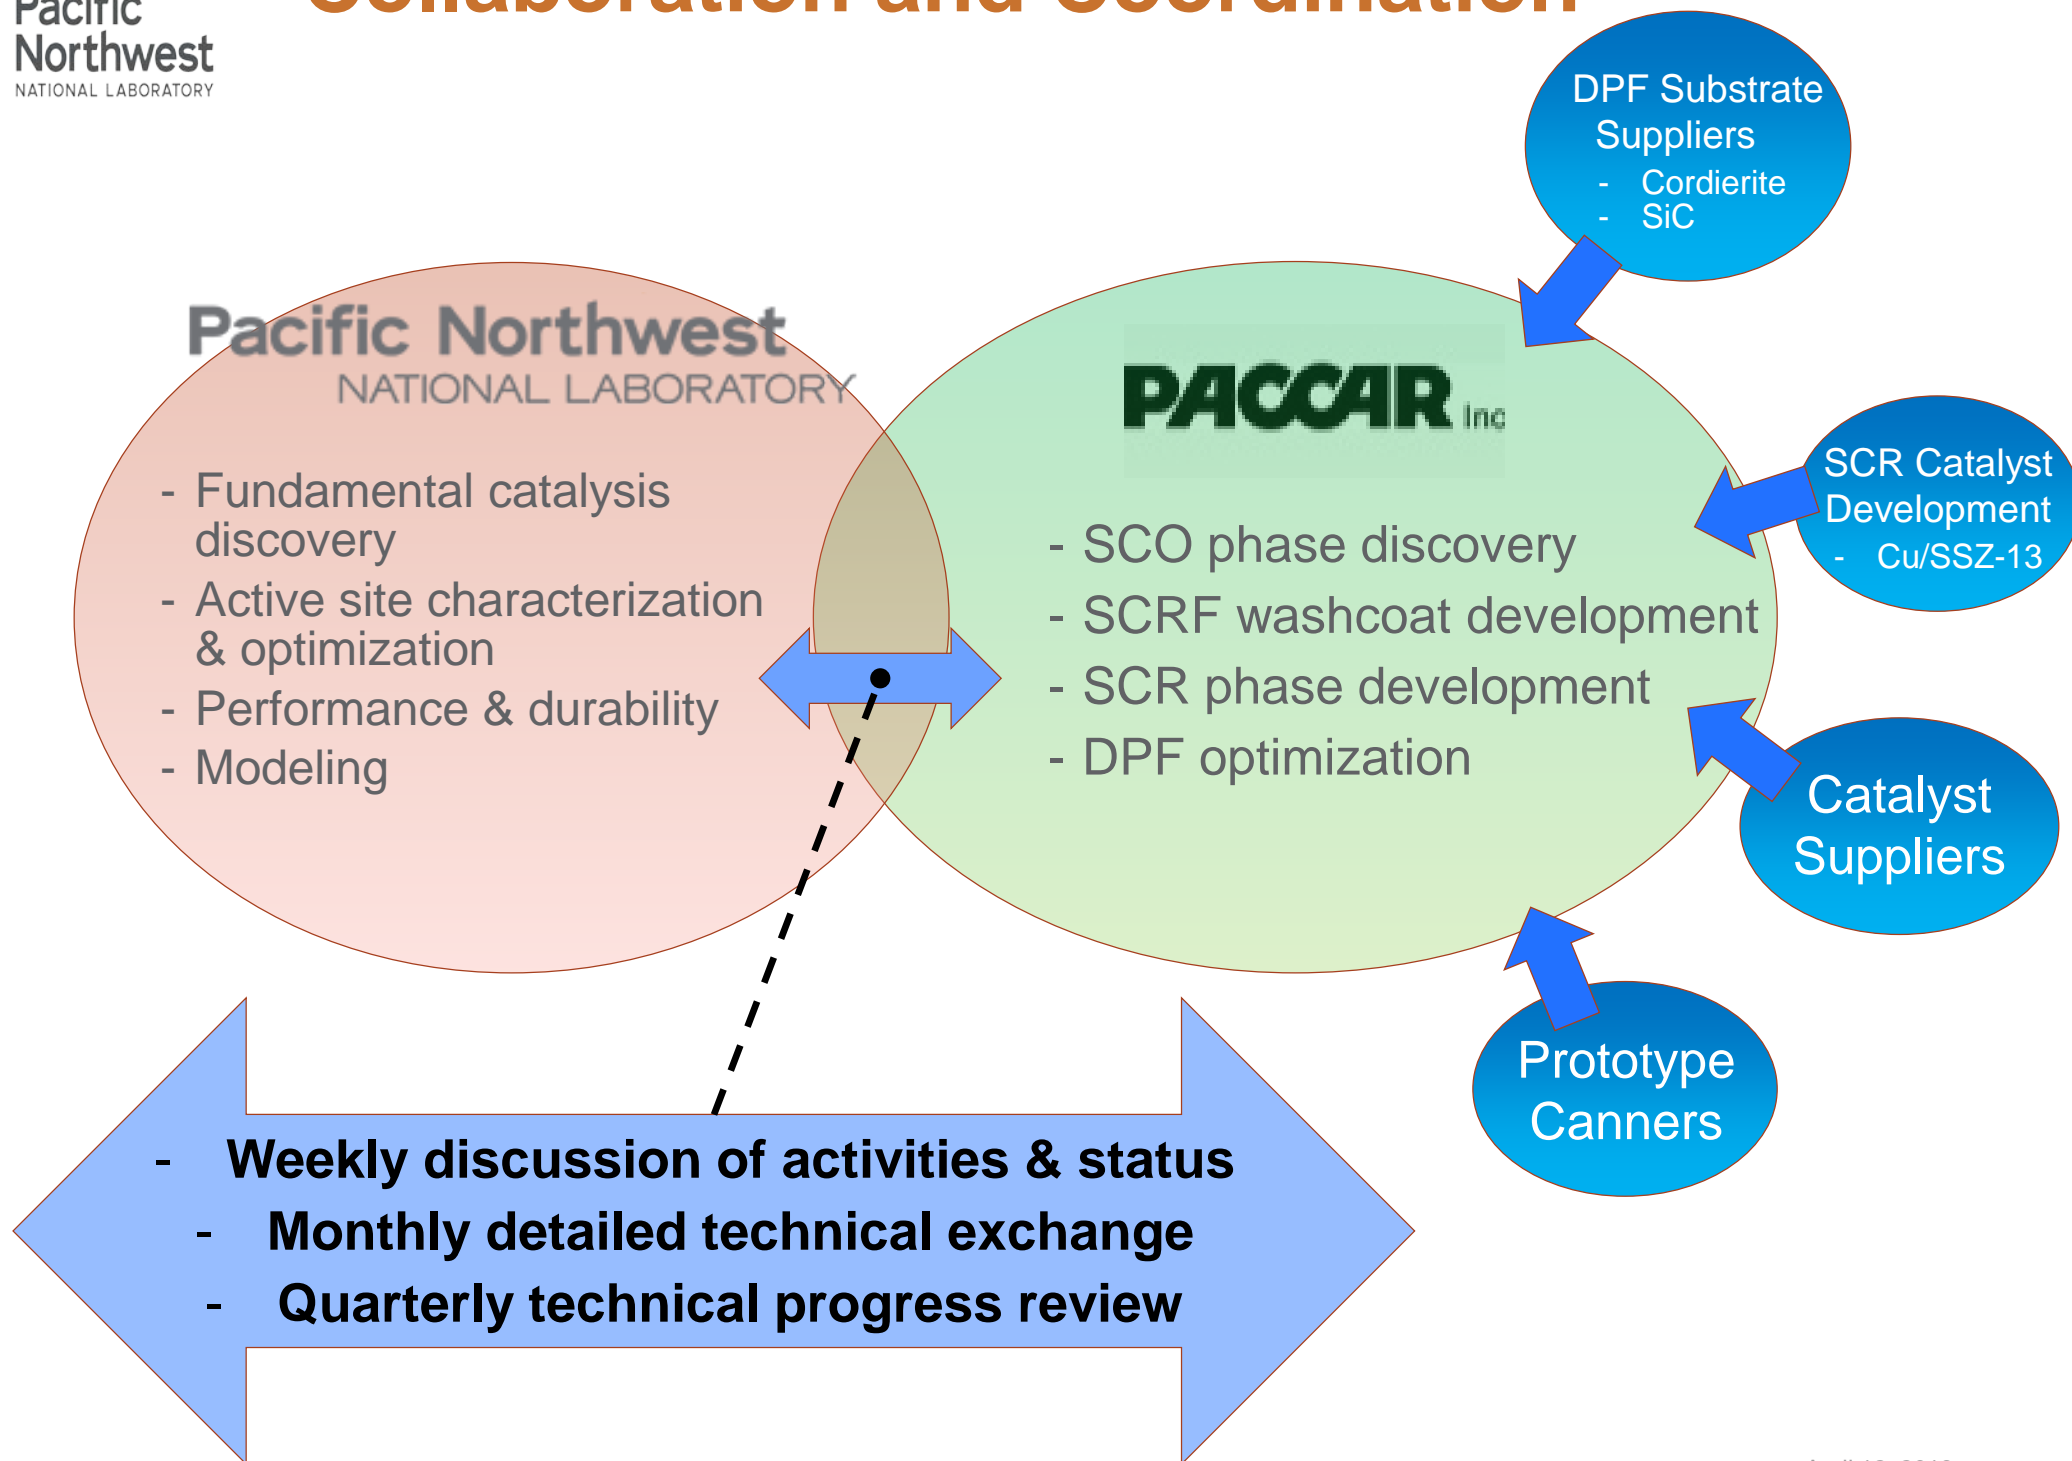 Pacific
Northwest
NATIONAL LABORATORY
Collaboration and Coordination
DPF Substrate
Suppliers
- Cordierite
- SiC
Pacific Northwest
NATIONAL LABORATORY
PACCAR Inc
SCR Catalyst
Development
- Cu/SSZ-13
- Fundamental catalysis
discovery
- Active site characterization
& optimization
- Performance & durability
- Modeling
- SCO phase discovery
- SCRF washcoat development
- SCR phase development
- DPF optimization
Catalyst
Suppliers
Prototype
Canners
- Weekly discussion of activities & status
- Monthly detailed technical exchange
- Quarterly technical progress review